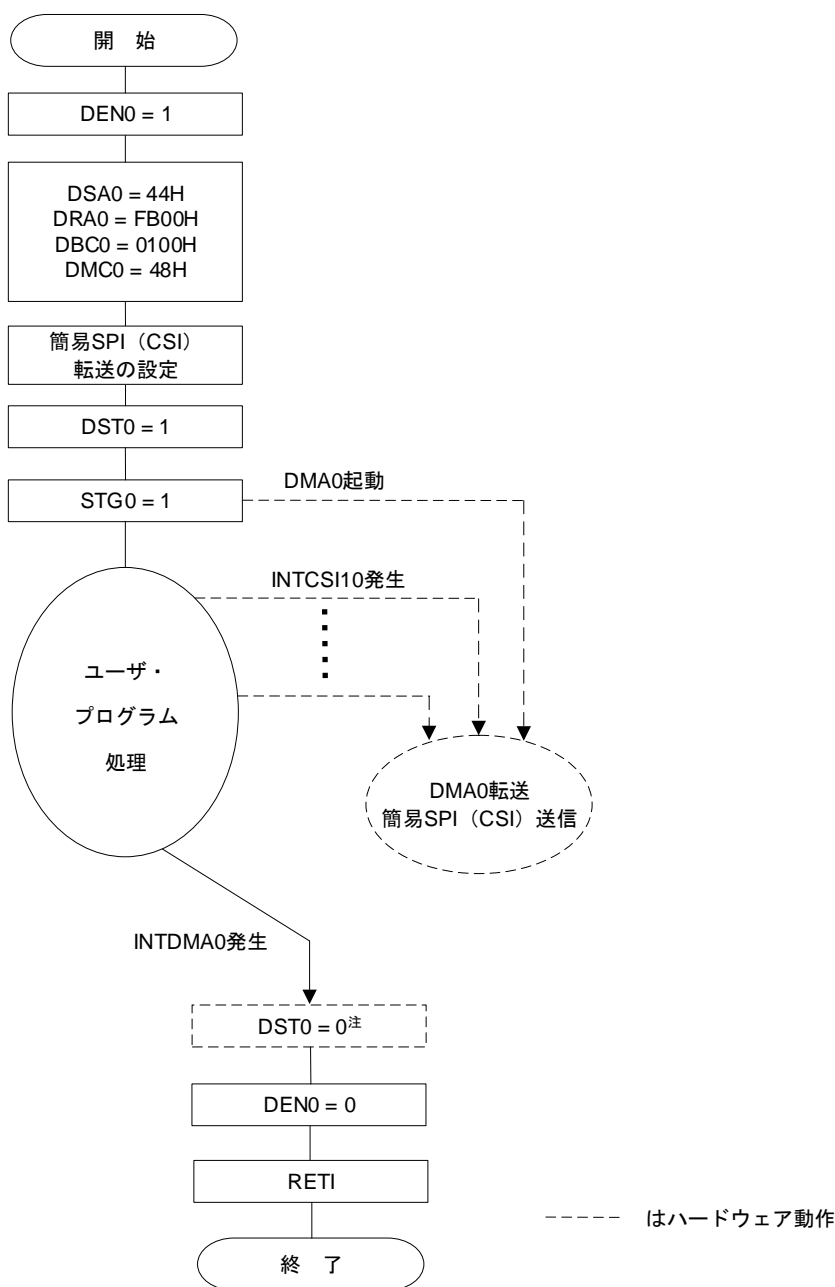 開 始
DEN0 = 1
DSA0 = 44H
DRA0 = FB00H
DBC0 = 0100H
DMC0 = 48H
簡易SPI（CSI）
転送の設定
DST0 = 1
STG0 = 1
DMA0起動
INTCSI10発生
ユーザ・
プログラム
処理
DMA0転送
簡易SPI（CSI）送信
INTDMA0発生
DST0 = 0注
DEN0 = 0
RETI
はハードウェア動作
終 了